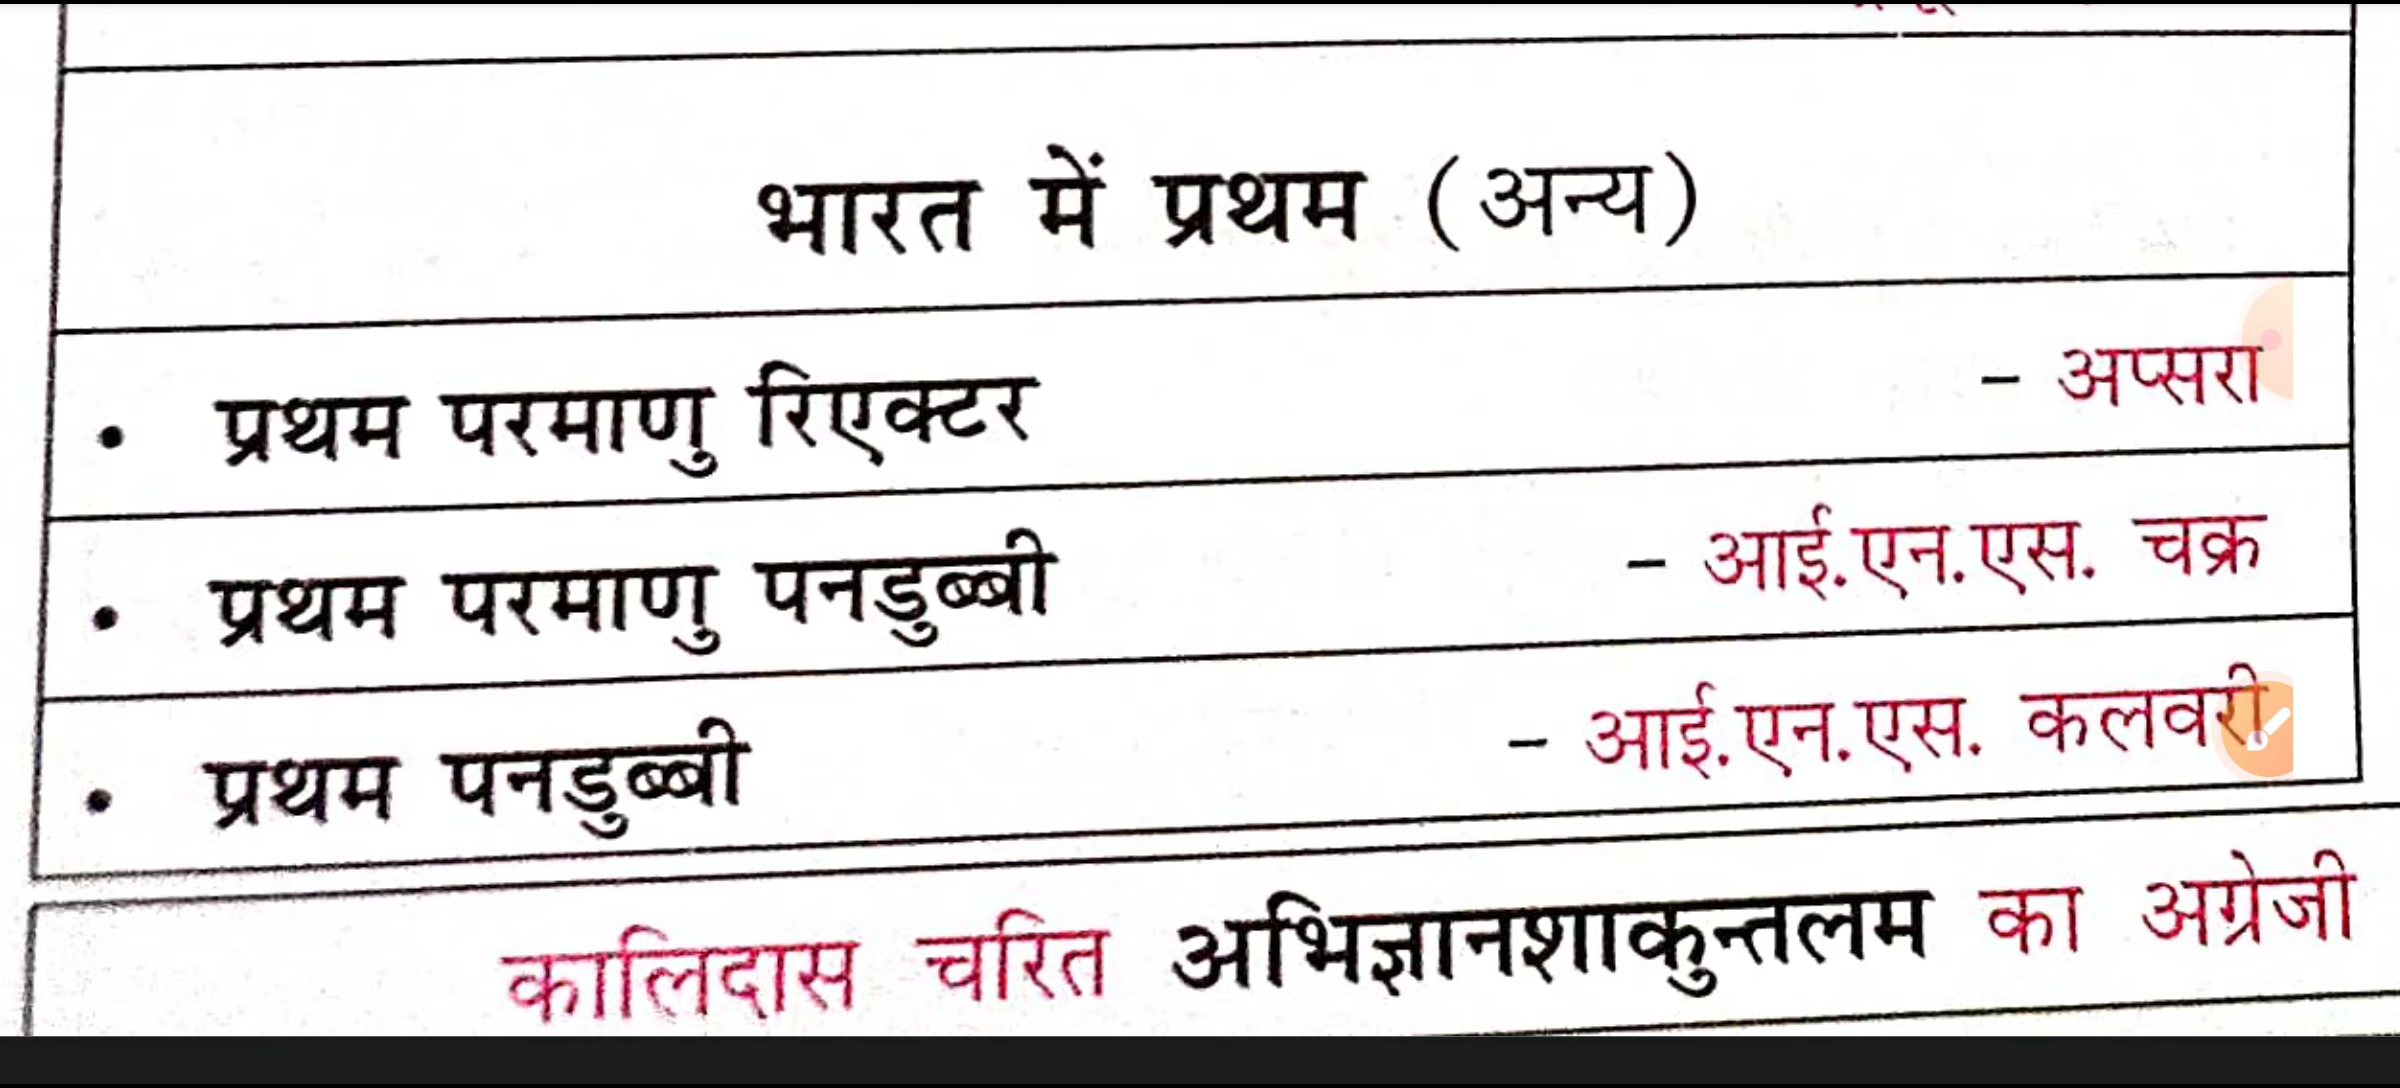 भारत में प्रथम (अन्य)
• प्रथम परमाणु रिएक्टर - अप्सरा
• प्रथम परमाणु पनडुब्बी - आई.एन.एस. चक्र
• प्रथम पनडुब्बी - आई.एन.एस. कलवरी
कालिदास चरित अभिज्ञानशाकुन्तलम का अग्रेजी